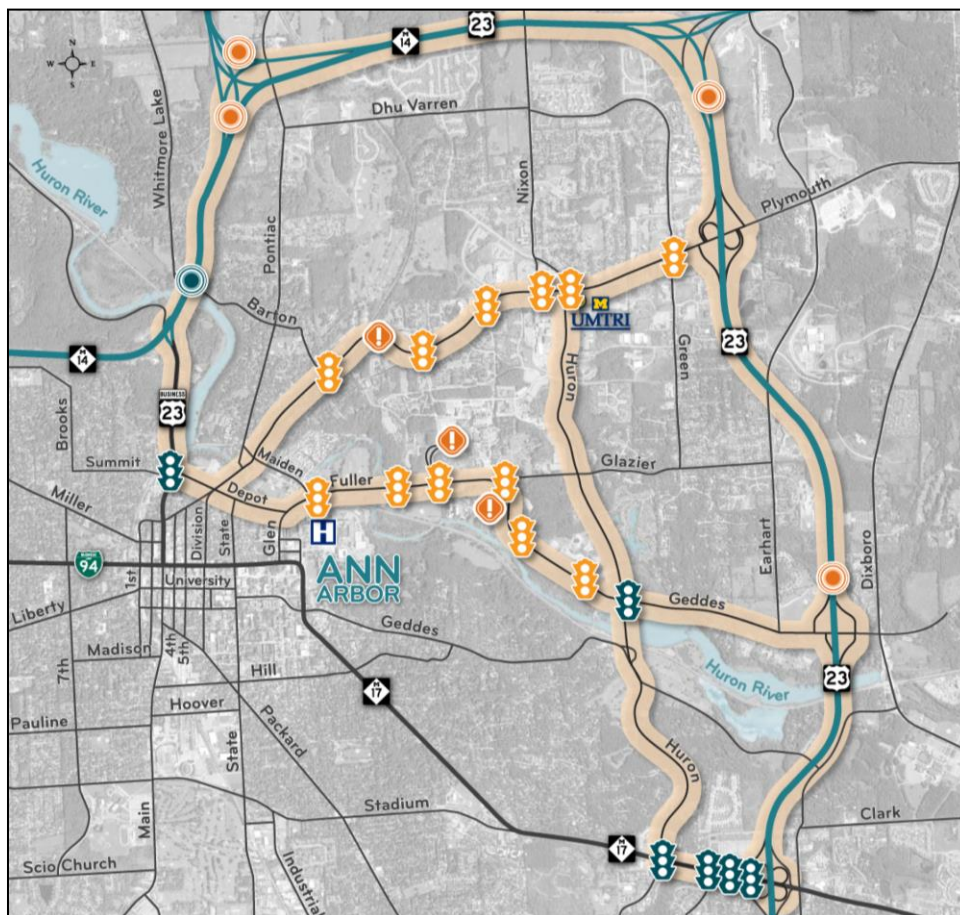 23
M
14
N
W E
S
Dhu Varren
Whitmore Lake
Huron River
Pontiac
Nixon
Plymouth
Barton
M
UMTRI
M
14
23
BUSINESS
23
Huron
Green
Brooks
Summit
Maiden
Fuller
Glazier
Depot
Miller
Division
State
Glen
H
Earhart
Dixboro
94
1st
University
ANN
ARBOR
Liberty
Geddes
Geddes
4th
5th
Madison
7th
Hill
M
17
Huron River
23
Hoover
Pauline
Packard
State
Huron
Stadium
Main
M
17
Clark
Scio Church
Industrial